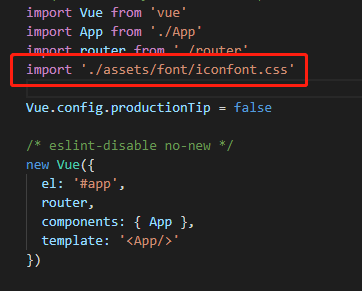 import Vue from 'vue'
import App from './App'
import router from './router'
import './assets/font/iconfont.css'
Vue.config.productionTip = false
/* eslint-disable no-new */
new Vue({
el: '#app',
router,
components: { App },
template: '<App/>'
})